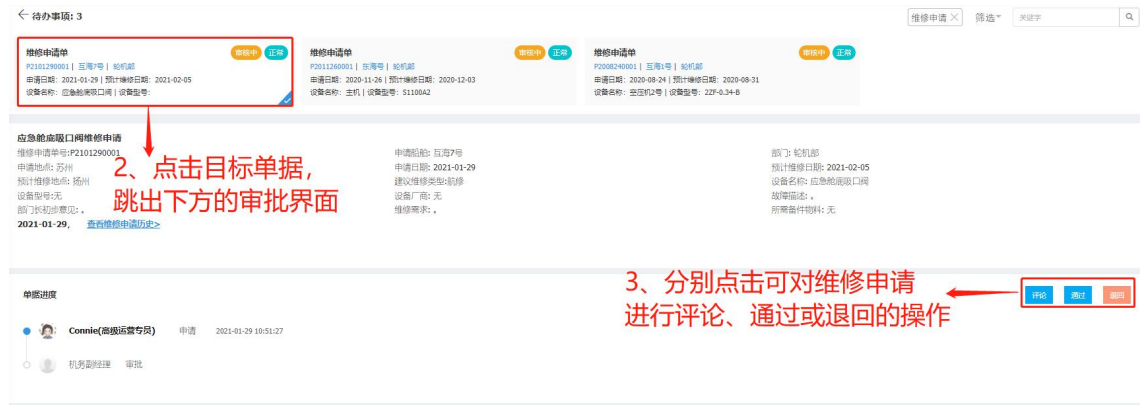 待办事项: 3
维修申请 ×
筛选
关键字
维修申请单
审核中 正常
P2101290001 | 互海7号 | 轮机部
申请日期: 2021-01-29 | 预计维修日期: 2021-02-05
设备名称: 应急舱底吸口阀 | 设备型号:
维修申请单
审核中 正常
P2011260001 | 东海号 | 轮机部
申请日期: 2020-11-26 | 预计维修日期: 2020-12-03
设备名称: 主机 | 设备型号: S1100A2
维修申请单
审核中 正常
P2008240001 | 互海1号 | 轮机部
申请日期: 2020-08-24 | 预计维修日期: 2020-08-31
设备名称: 空压机2号 | 设备型号: 2ZF-0.34-B
应急舱底吸口阀维修申请
维修申请单号:P2101290001
申请船舶: 互海7号
部门: 轮机部
申请地点: 苏州
申请日期: 2021-01-29
预计维修日期: 2021-02-05
预计维修地点: 扬州
建议维修类型:航修
设备名称: 应急舱底吸口阀
设备型号:无
设备厂商: 无
故障描述: 。
部门长初步意见: 。
维修需求: 。
所需备件物料: 无
2021-01-29, 查看维修申请历史>
2、点击目标单据，
跳出下方的审批界面
单据进度
3、分别点击可对维修申请
进行评论、通过或退回的操作
评论 通过 退回
Connie(高级运营专员) 申请 2021-01-29 10:51:27
机务副经理 审批